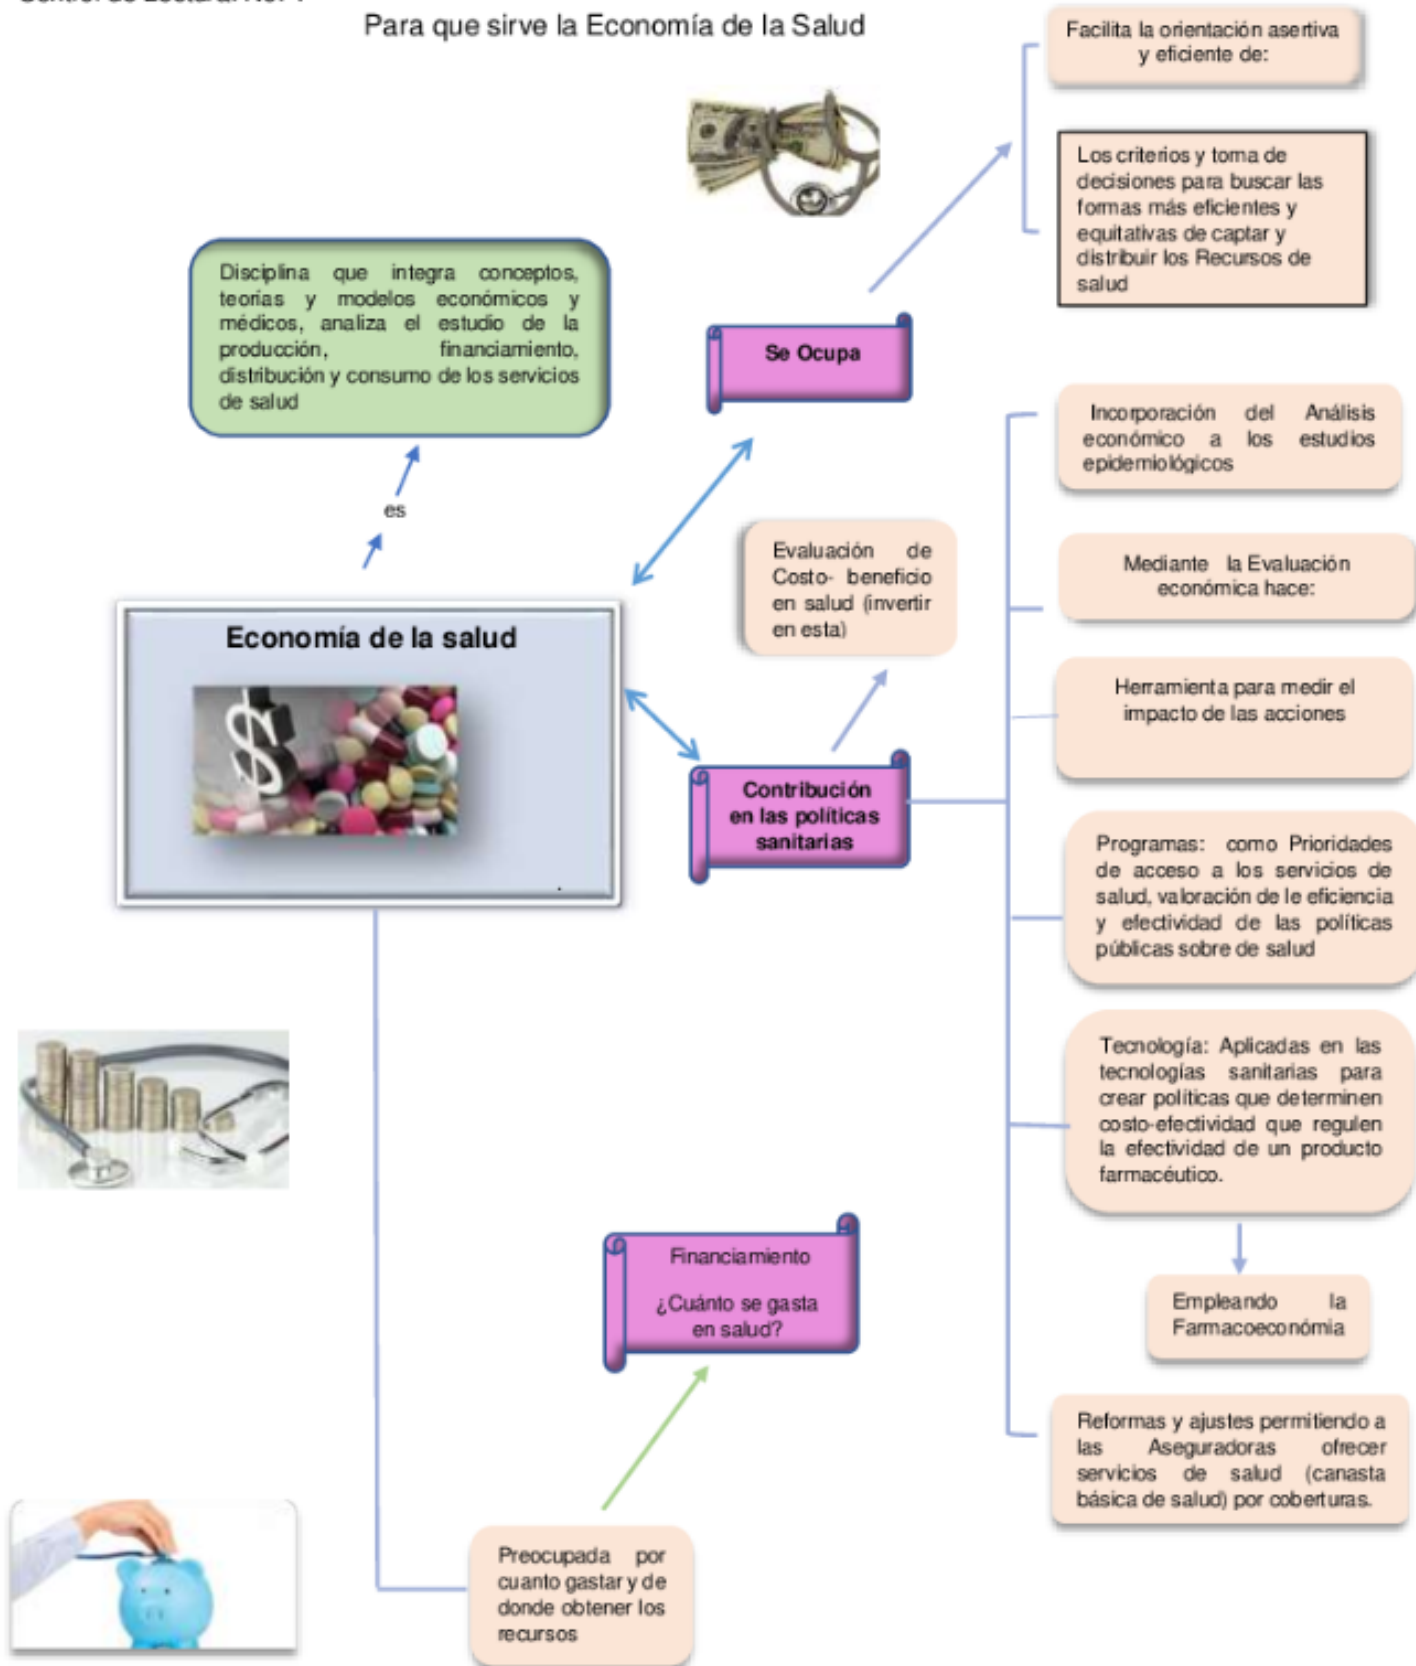 Para que sirve la Economía de la Salud
Facilita la orientación asertiva
y eficiente de:
Los criterios y toma de
decisiones para buscar las
formas más eficientes y
equitativas de captar y
distribuir los Recursos de
salud
Disciplina que integra conceptos,
teorías y modelos económicos y
médicos, analiza el estudio de la
producción, financiamiento,
distribución y consumo de los servicios
de salud
Se Ocupa
es
Incorporación del Análisis
económico a los estudios
epidemiológicos
Evaluación de
Costo- beneficio
en salud (invertir
en esta)
Mediante la Evaluación
económica hace:
Economía de la salud
$
.
Herramienta para medir el
impacto de las acciones
Contribución
en las políticas
sanitarias
Programas: como Prioridades
de acceso a los servicios de
salud, valoración de le eficiencia
y efectividad de las políticas
públicas sobre de salud
Tecnología: Aplicadas en las
tecnologías sanitarias para
crear políticas que determinen
costo-efectividad que regulen
la efectividad de un producto
farmacéutico.
Empleando la
Farmacoeconómia
Financiamiento
¿Cuánto se gasta
en salud?
Reformas y ajustes permitiendo a
las Aseguradoras ofrecer
servicios de salud (canasta
básica de salud) por coberturas.
Preocupada por
cuanto gastar y de
donde obtener los
recursos